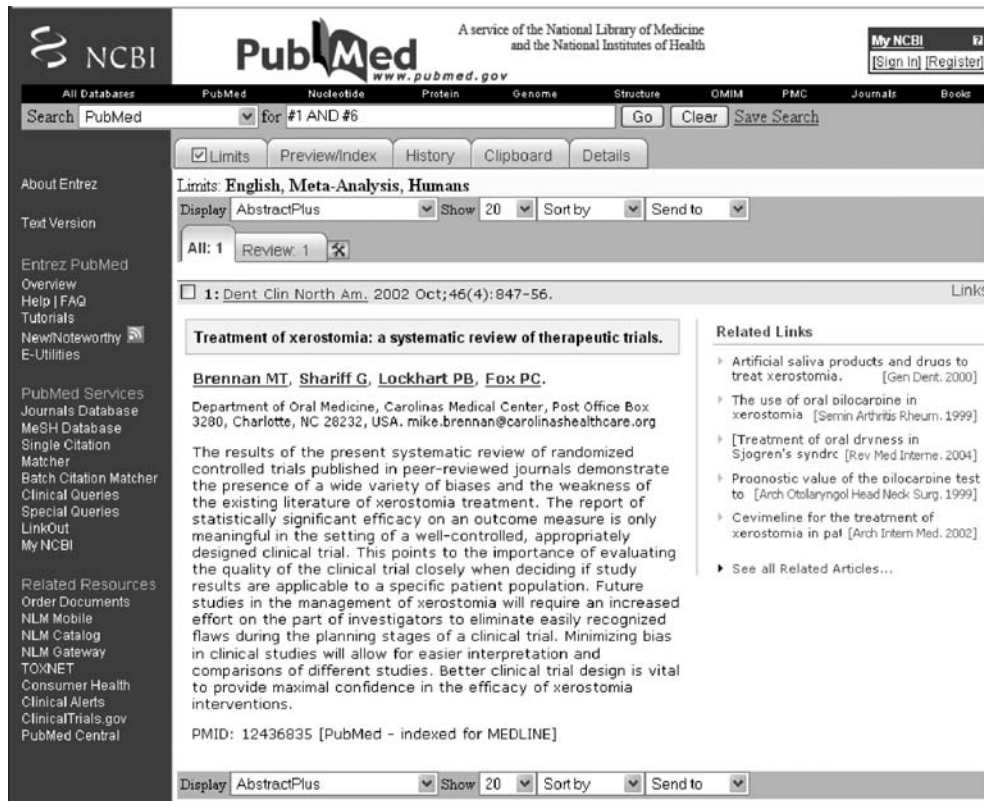 NCBI
PubMed
www.pubmed.gov
A service of the National Library of Medicine
and the National Institutes of Health
My NCBI
[Sign In] [Register]
All Databases PubMed Nucleotide Protein Genome Structure OMIM PMC Journals Books
Search PubMed for #1 AND #6 Go Clear Save Search
Limits Preview/Index History Clipboard Details
Limits: English, Meta-Analysis, Humans
Display AbstractPlus Show 20 Sort by Send to
All: 1 Review: 1
About Entrez
Text Version
Entrez PubMed
Overview
Help | FAQ
Tutorials
New/Noteworthy
E-Utilities
PubMed Services
Journals Database
MeSH Database
Single Citation
Matcher
Batch Citation Matcher
Clinical Queries
Special Queries
LinkOut
My NCBI
Related Resources
Order Documents
NLM Mobile
NLM Catalog
NLM Gateway
TOXNET
Consumer Health
Clinical Alerts
ClinicalTrials.gov
PubMed Central
1: Dent Clin North Am. 2002 Oct;46(4):847-56. Links
Treatment of xerostomia: a systematic review of therapeutic trials.
Brennan MT, Shariff G, Lockhart PB, Fox PC.
Department of Oral Medicine, Carolinas Medical Center, Post Office Box
3280, Charlotte, NC 28232, USA. mike.brennan@carolinashealthcare.org
The results of the present systematic review of randomized
controlled trials published in peer-reviewed journals demonstrate
the presence of a wide variety of biases and the weakness of
the existing literature of xerostomia treatment. The report of
statistically significant efficacy on an outcome measure is only
meaningful in the setting of a well-controlled, appropriately
designed clinical trial. This points to the importance of evaluating
the quality of the clinical trial closely when deciding if study
results are applicable to a specific patient population. Future
studies in the management of xerostomia will require an increased
effort on the part of investigators to eliminate easily recognized
flaws during the planning stages of a clinical trial. Minimizing bias
in clinical studies will allow for easier interpretation and
comparisons of different studies. Better clinical trial design is vital
to provide maximal confidence in the efficacy of xerostomia
interventions.
PMID: 12436835 [PubMed - indexed for MEDLINE]
Related Links
Artificial saliva products and drugs to
treat xerostomia. [Gen Dent. 2000]
The use of oral pilocarpine in
xerostomia [Semin Arthritis Rheum. 1999]
[Treatment of oral dryness in
Sjogren's syndrc [Rev Med Interne. 2004]
Prognostic value of the pilocarpine test
to [Arch Otolaryngol Head Neck Surg. 1999]
Cevimeline for the treatment of
xerostomia in pat [Arch Intern Med. 2002]
See all Related Articles...
Display AbstractPlus Show 20 Sort by Send to